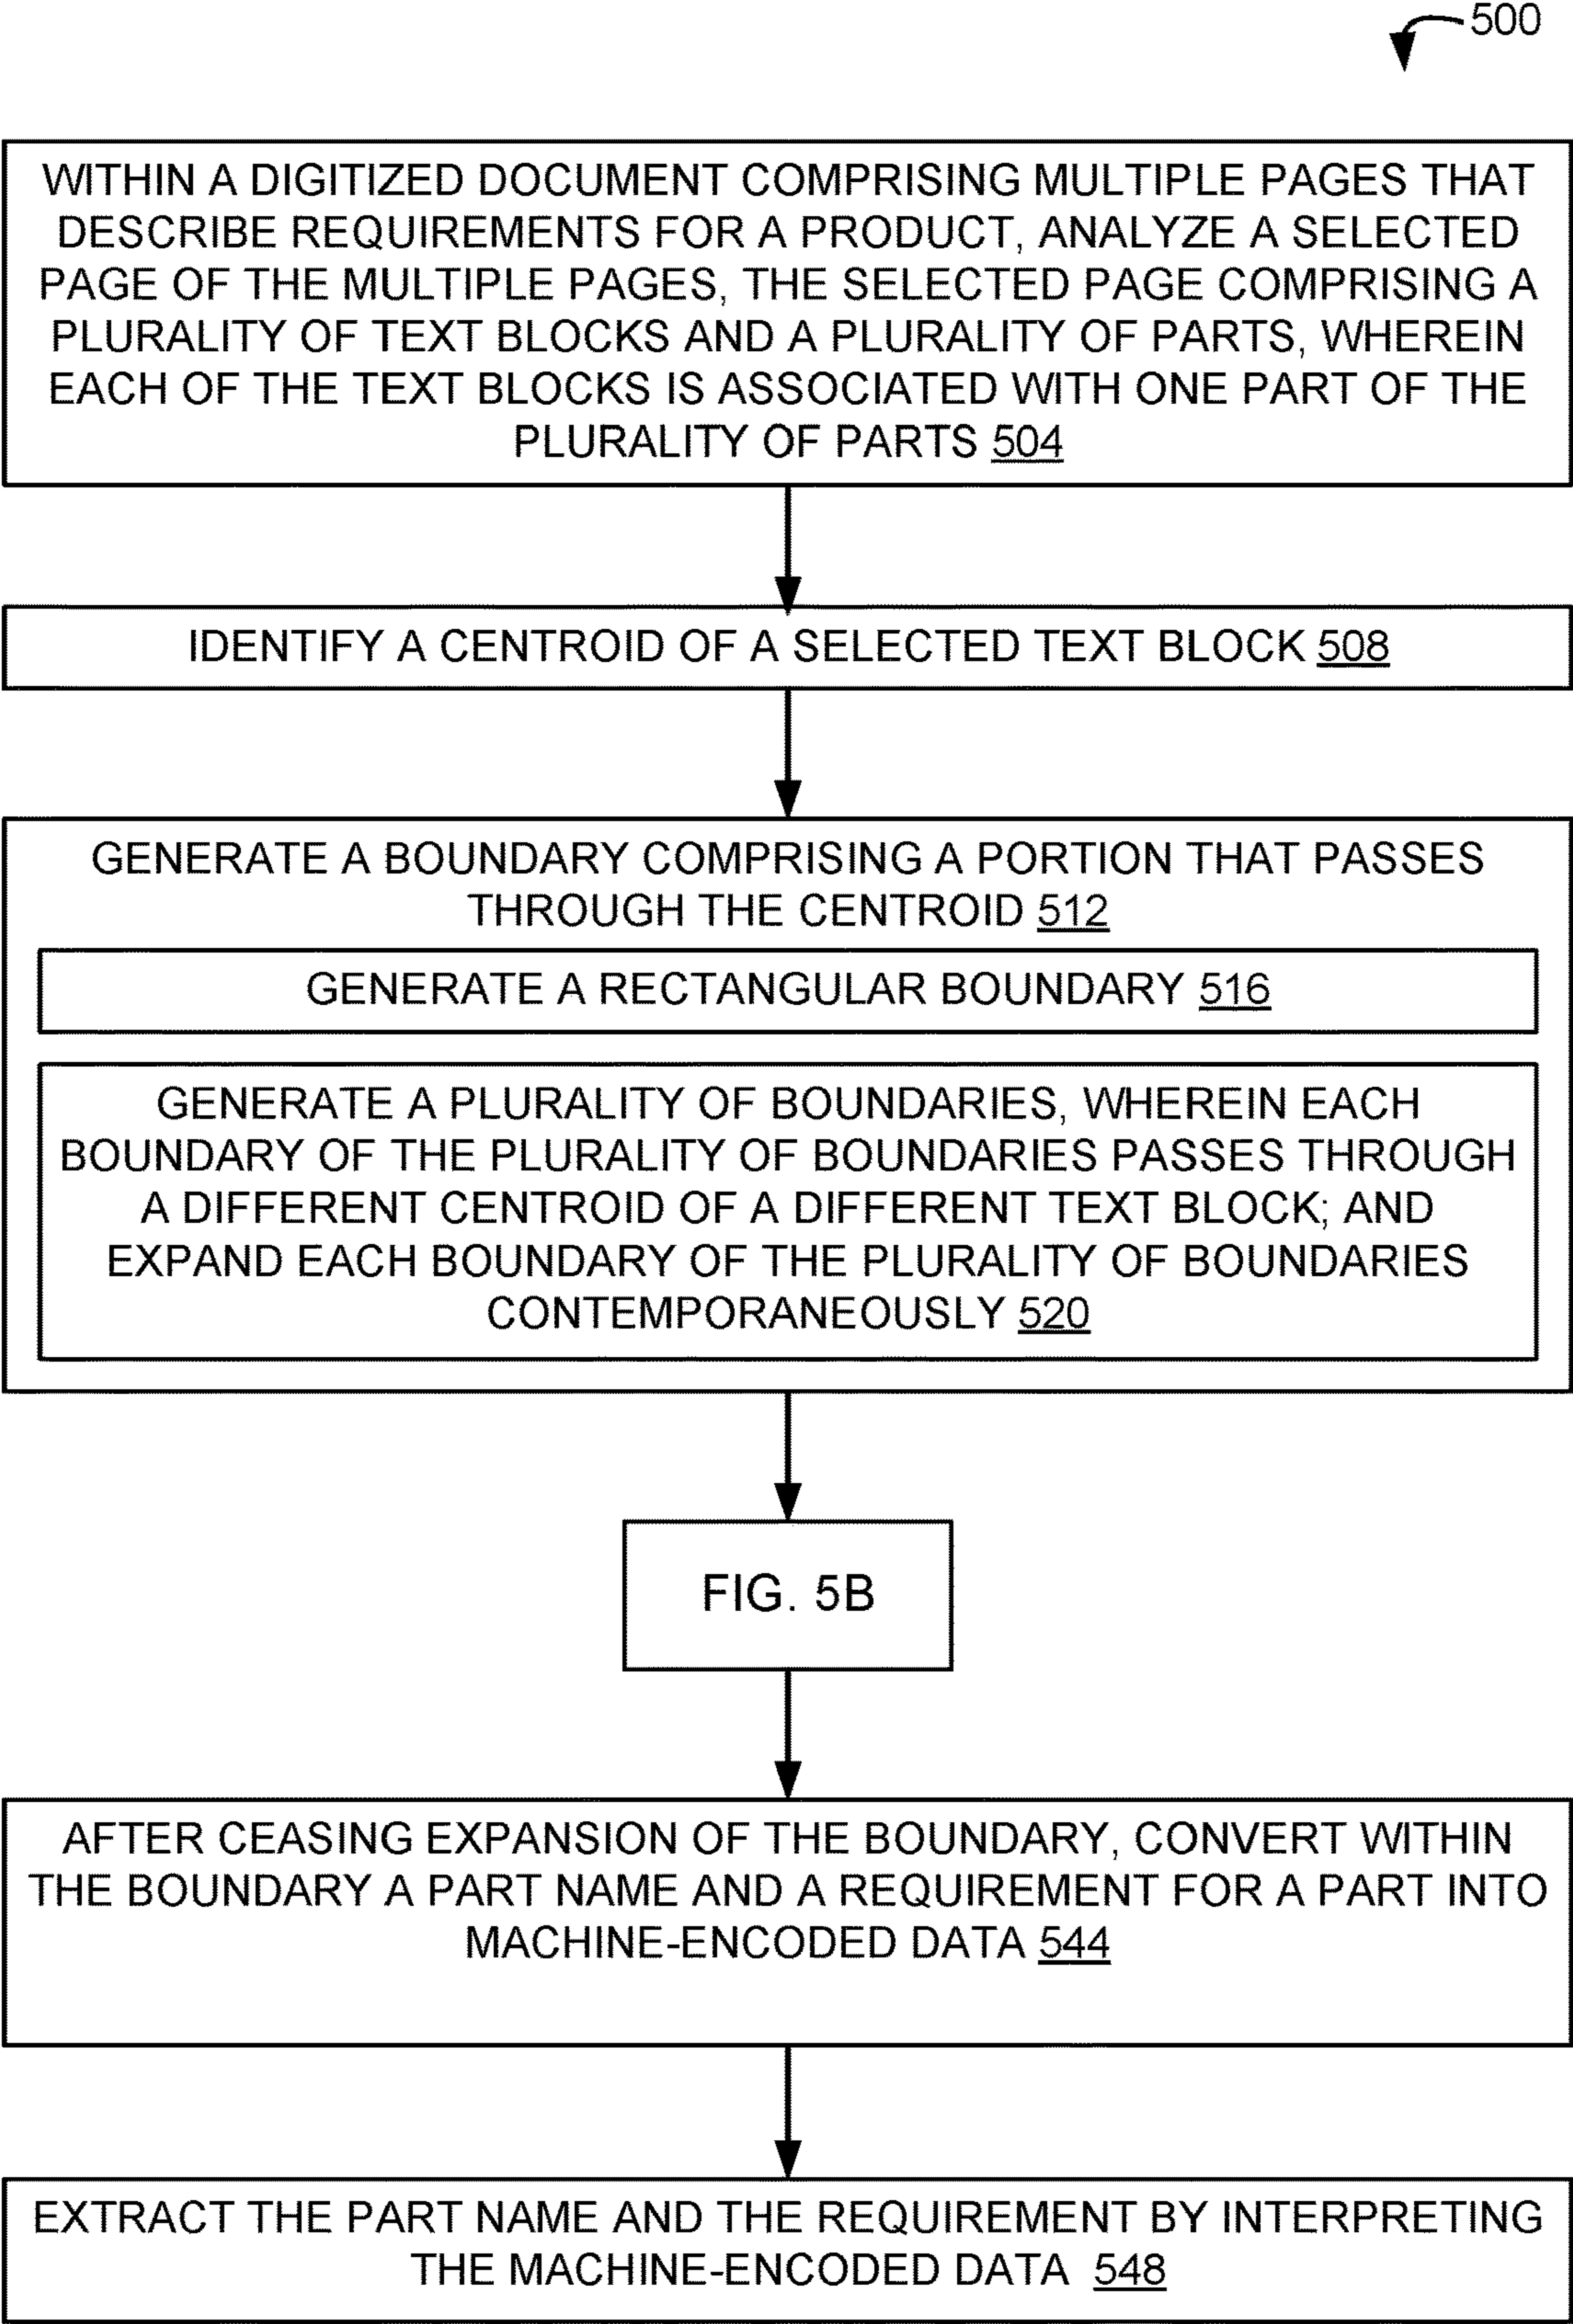 500
WITHIN A DIGITIZED DOCUMENT COMPRISING MULTIPLE PAGES THAT
DESCRIBE REQUIREMENTS FOR A PRODUCT, ANALYZE A SELECTED
PAGE OF THE MULTIPLE PAGES, THE SELECTED PAGE COMPRISING A
PLURALITY OF TEXT BLOCKS AND A PLURALITY OF PARTS, WHEREIN
EACH OF THE TEXT BLOCKS IS ASSOCIATED WITH ONE PART OF THE
PLURALITY OF PARTS 504
IDENTIFY A CENTROID OF A SELECTED TEXT BLOCK 508
GENERATE A BOUNDARY COMPRISING A PORTION THAT PASSES
THROUGH THE CENTROID 512
GENERATE A RECTANGULAR BOUNDARY 516
GENERATE A PLURALITY OF BOUNDARIES, WHEREIN EACH
BOUNDARY OF THE PLURALITY OF BOUNDARIES PASSES THROUGH
A DIFFERENT CENTROID OF A DIFFERENT TEXT BLOCK; AND
EXPAND EACH BOUNDARY OF THE PLURALITY OF BOUNDARIES
CONTEMPORANEOUSLY 520
FIG. 5B
AFTER CEASING EXPANSION OF THE BOUNDARY, CONVERT WITHIN
THE BOUNDARY A PART NAME AND A REQUIREMENT FOR A PART INTO
MACHINE-ENCODED DATA 544
EXTRACT THE PART NAME AND THE REQUIREMENT BY INTERPRETING
THE MACHINE-ENCODED DATA 548